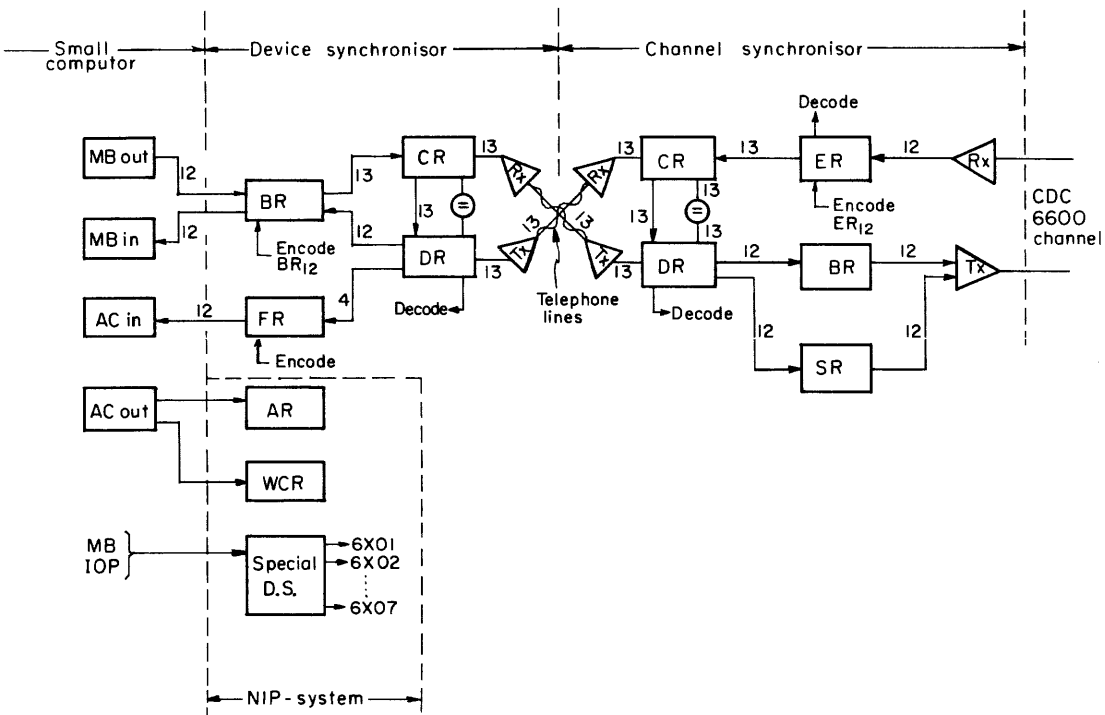 Small
computor
Device synchronisor
Channel synchronisor
Decode
MB out
12
BR
13
CR
13
Rx
Rx
13
CR
13
ER
12
Rx
MB in
12
Encode
BR12
12
13
=
13
13
13
13
=
13
Encode
ER12
CDC
6600
channel
DR
13
Tx
Tx
13
DR
12
BR
12
Tx
Decode
Telephone
lines
Decode
12
SR
12
AC in
12
FR
4
Encode
AC out
AR
WCR
MB
IOP
Special
D.S.
6X01
6X02
6X07
NIP-system